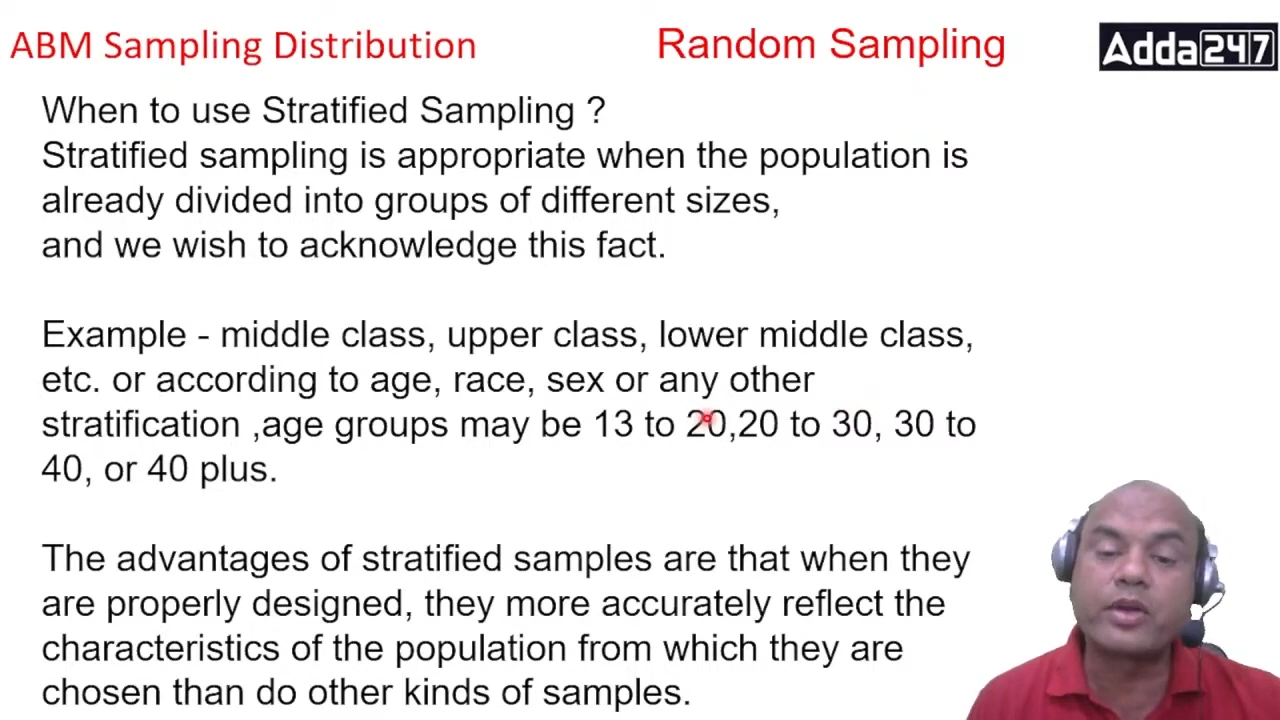 ABM Sampling Distribution
Random Sampling
Adda247
When to use Stratified Sampling ?
Stratified sampling is appropriate when the population is
already divided into groups of different sizes,
and we wish to acknowledge this fact.
Example - middle class, upper class, lower middle class,
etc. or according to age, race, sex or any other
stratification ,age groups may be 13 to 20,20 to 30, 30 to
40, or 40 plus.
The advantages of stratified samples are that when they
are properly designed, they more accurately reflect the
characteristics of the population from which they are
chosen than do other kinds of samples.